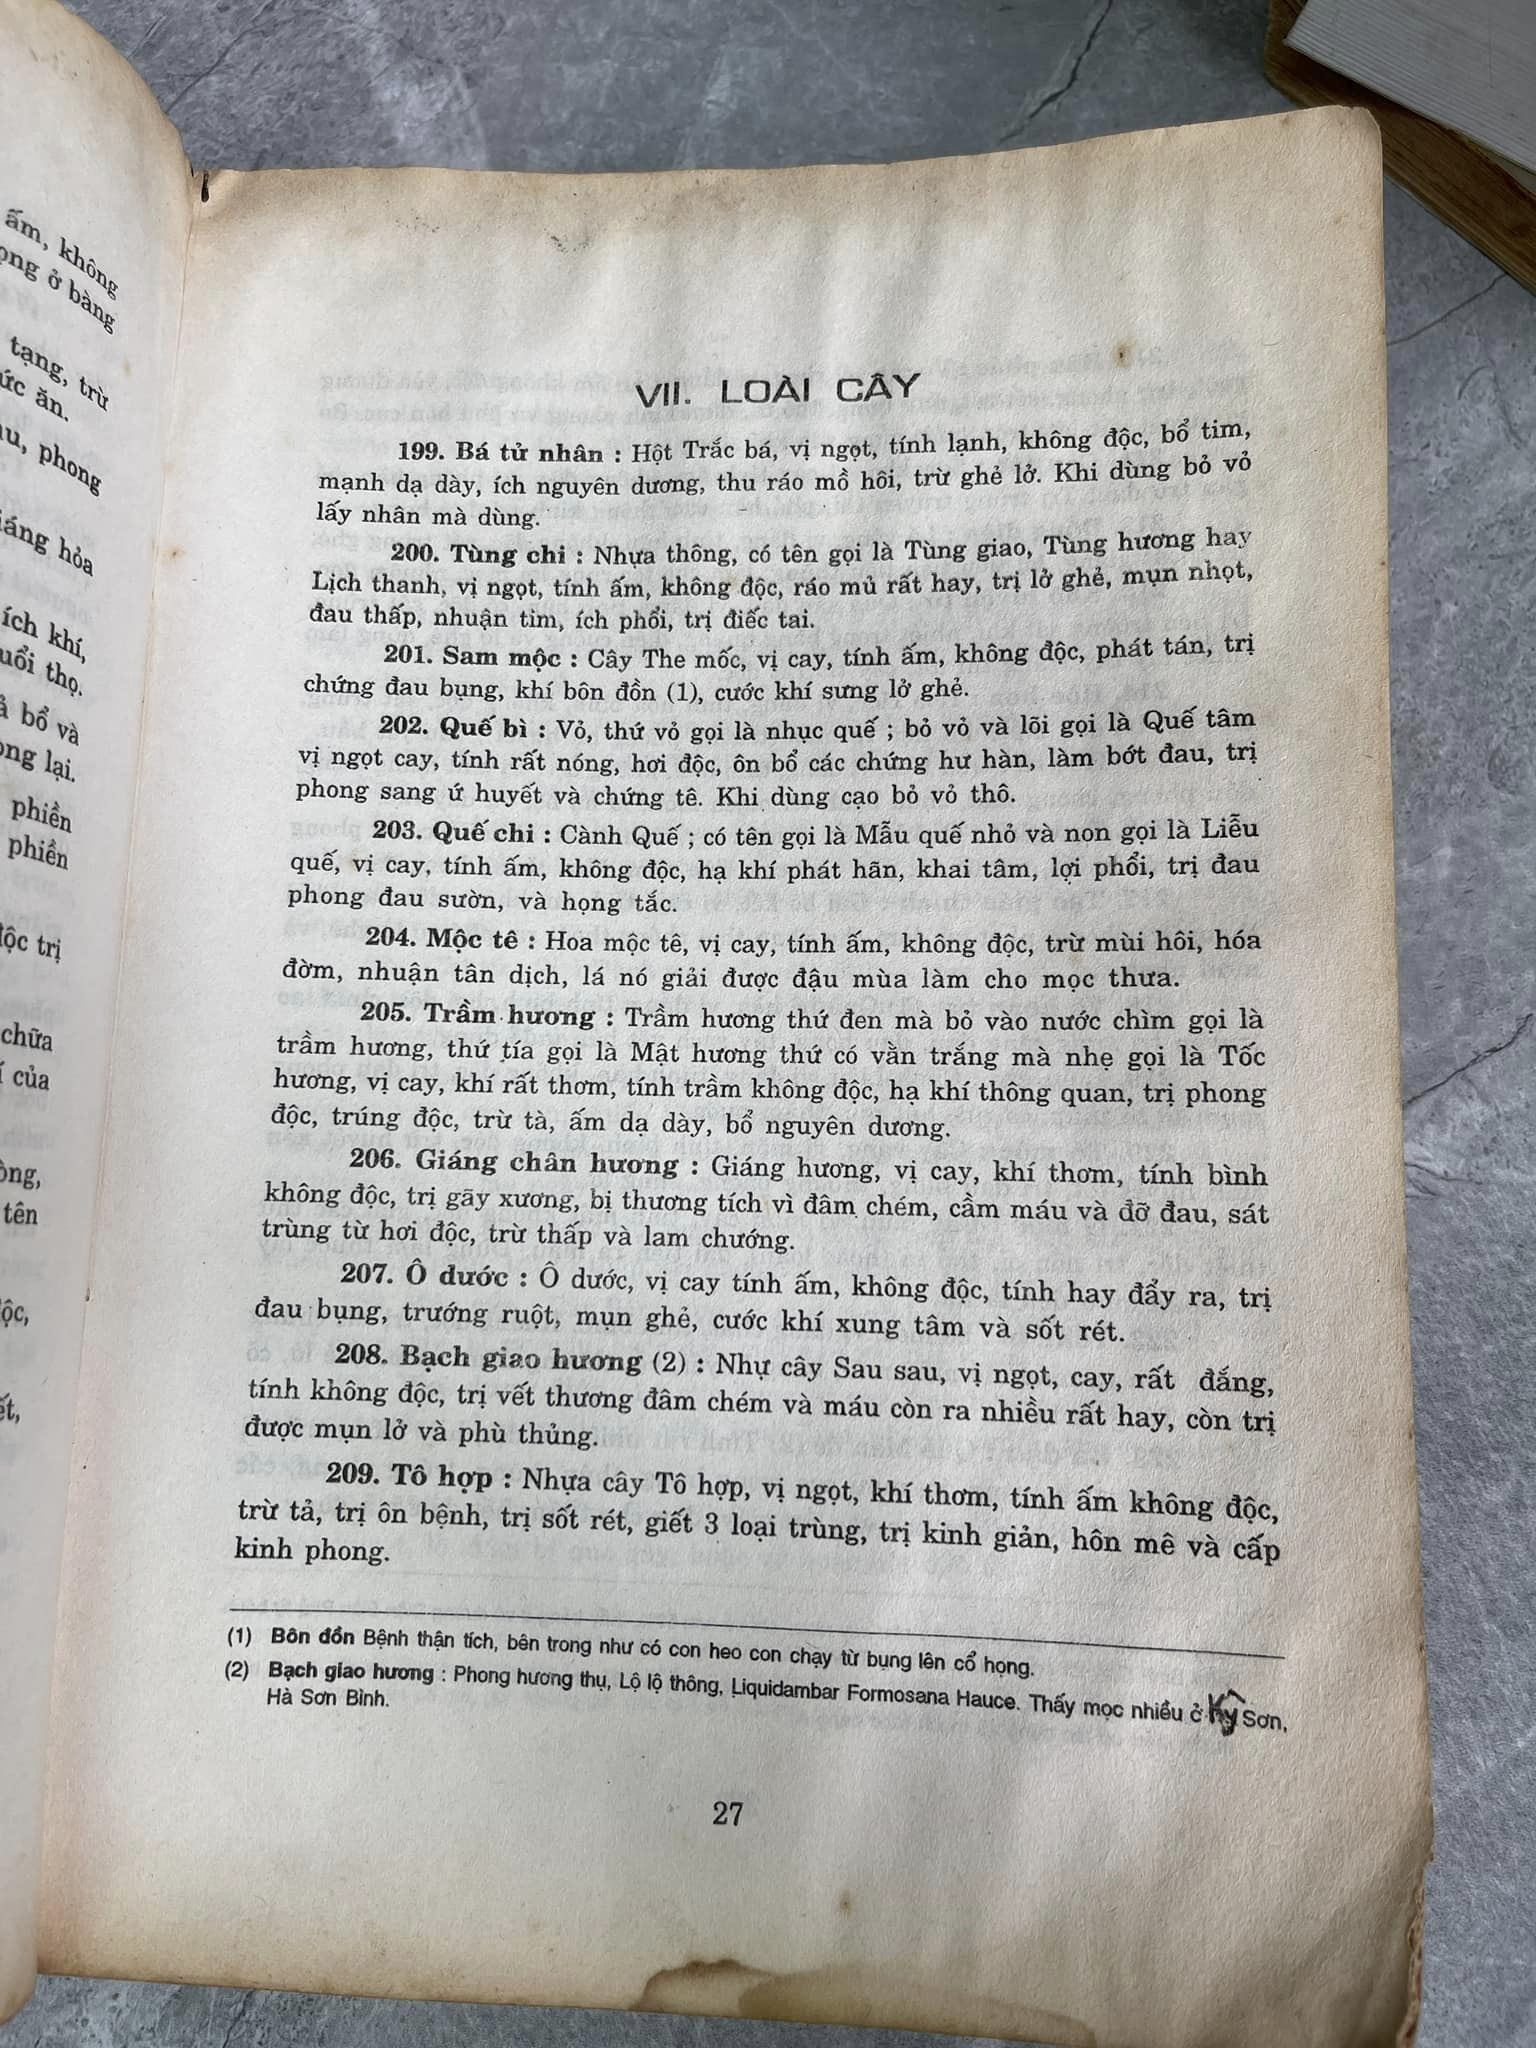 ấm, không
ọng ở bàng
tạng, trừ
ức ăn.
au, phong
giáng hỏa
ích khí,
uổi thọ.
ả bổ và
ong lại.
phiền
phiền
độc trị
chữa
í của
òng,
tên
độc,
ết,
VII. LOÀI CÂY
199. Bá tử nhân : Hột Trắc bá, vị ngọt, tính lạnh, không độc, bổ tim,
mạnh dạ dày, ích nguyên dương, thu ráo mồ hôi, trừ ghẻ lở. Khi dùng bỏ vỏ
lấy nhân mà dùng.
200. Tùng chi : Nhựa thông, có tên gọi là Tùng giao, Tùng hương hay
Lịch thanh, vị ngọt, tính ấm, không độc, ráo mủ rất hay, trị lở ghẻ, mụn nhọt,
đau thấp, nhuận tim, ích phổi, trị điếc tai.
201. Sam mộc : Cây The mốc, vị cay, tính ấm, không độc, phát tán, trị
chứng đau bụng, khí bôn đồn (1), cước khí sưng lở ghẻ.
202. Quế bì : Vỏ, thứ vỏ gọi là nhục quế ; bỏ vỏ và lõi gọi là Quế tâm
vị ngọt cay, tính rất nóng, hơi độc, ôn bổ các chứng hư hàn, làm bớt đau, trị
phong sang ứ huyết và chứng tê. Khi dùng cạo bỏ vỏ thô.
203. Quế chi : Cành Quế ; có tên gọi là Mẫu quế nhỏ và non gọi là Liễu
quế, vị cay, tính ấm, không độc, hạ khí phát hãn, khai tâm, lợi phổi, trị đau
phong đau sườn, và họng tắc.
204. Mộc tê : Hoa mộc tê, vị cay, tính ấm, không độc, trừ mùi hôi, hóa
đờm, nhuận tân dịch, lá nó giải được đậu mùa làm cho mọc thưa.
205. Trầm hương : Trầm hương thứ đen mà bỏ vào nước chìm gọi là
trầm hương, thứ tía gọi là Mật hương thứ có vằn trắng mà nhẹ gọi là Tốc
hương, vị cay, khí rất thơm, tính trầm không độc, hạ khí thông quan, trị phong
độc, trúng độc, trừ tà, ấm dạ dày, bổ nguyên dương.
206. Giáng chân hương : Giáng hương, vị cay, khí thơm, tính bình
không độc, trị gãy xương, bị thương tích vì đâm chém, cầm máu và đỡ đau, sát
trùng từ hơi độc, trừ thấp và lam chướng.
207. Ô dước : Ô dước, vị cay tính ấm, không độc, tính hay đẩy ra, trị
đau bụng, trướng ruột, mụn ghẻ, cước khí xung tâm và sốt rét.
208. Bạch giao hương (2) : Nhự cây Sau sau, vị ngọt, cay, rất đắng,
tính không độc, trị vết thương đâm chém và máu còn ra nhiều rất hay, còn trị
được mụn lở và phù thủng.
209. Tô hợp : Nhựa cây Tô hợp, vị ngọt, khí thơm, tính ấm không độc,
trừ tả, trị ôn bệnh, trị sốt rét, giết 3 loại trùng, trị kinh giản, hôn mê và cấp
kinh phong.
(1) Bôn đồn Bệnh thận tích, bên trong như có con heo con chạy từ bụng lên cổ họng.
(2) Bạch giao hương : Phong hương thụ, Lộ lộ thông, Liquidambar Formosana Hauce. Thấy mọc nhiều ở Kỳ Sơn,
Hà Sơn Bình.
27